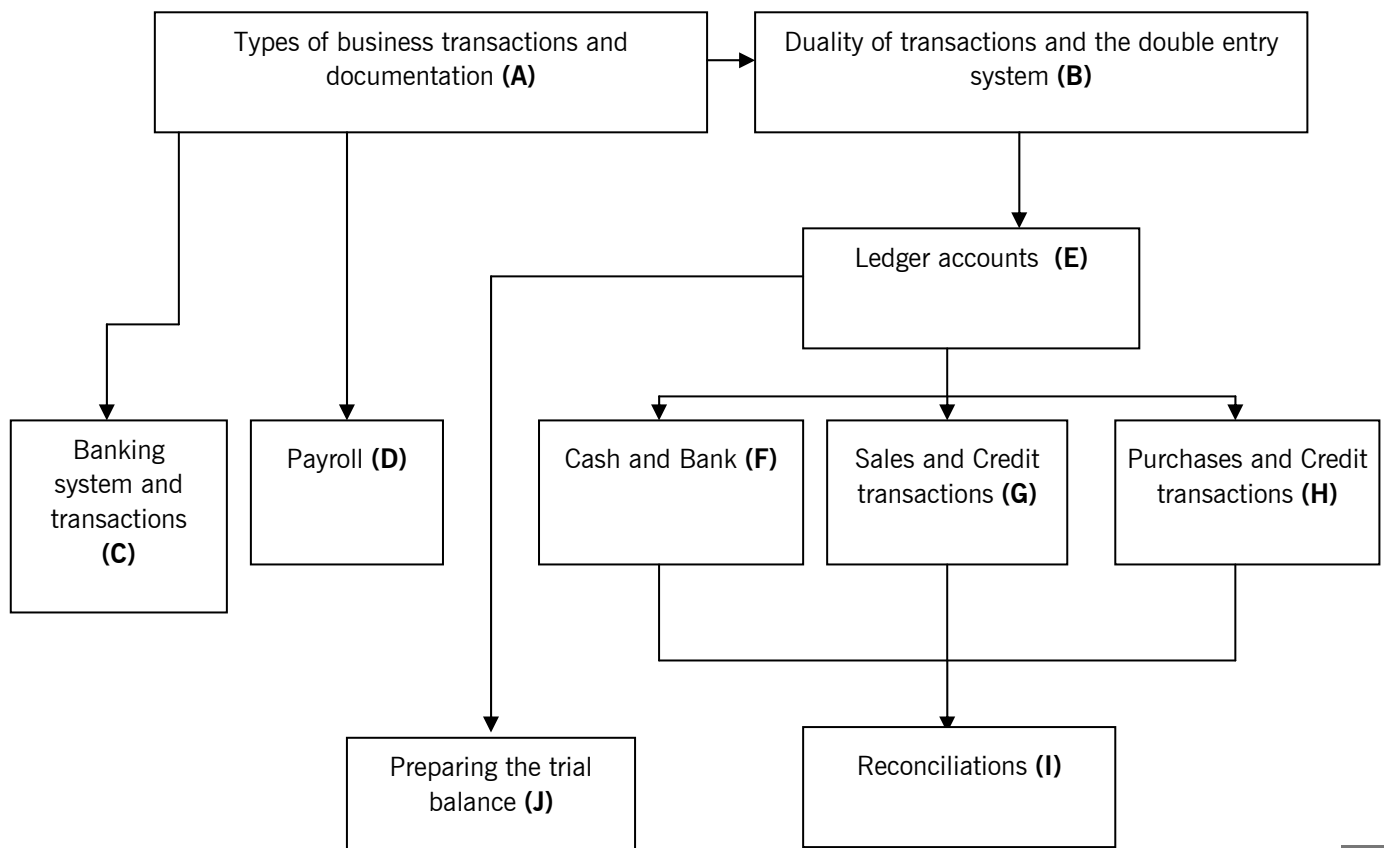 Types of business transactions and
documentation (A)
Duality of transactions and the double entry
system (B)
Ledger accounts (E)
Banking
system and
transactions
(C)
Payroll (D)
Cash and Bank (F)
Sales and Credit
transactions (G)
Purchases and Credit
transactions (H)
Preparing the trial
balance (J)
Reconciliations (I)